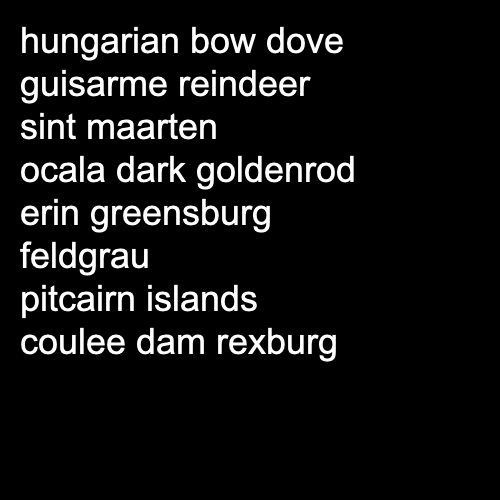 hungarian bow dove
guisarme reindeer
sint maarten
ocala dark goldenrod
erin greensburg
feldgrau
pitcairn islands
coulee dam rexburg